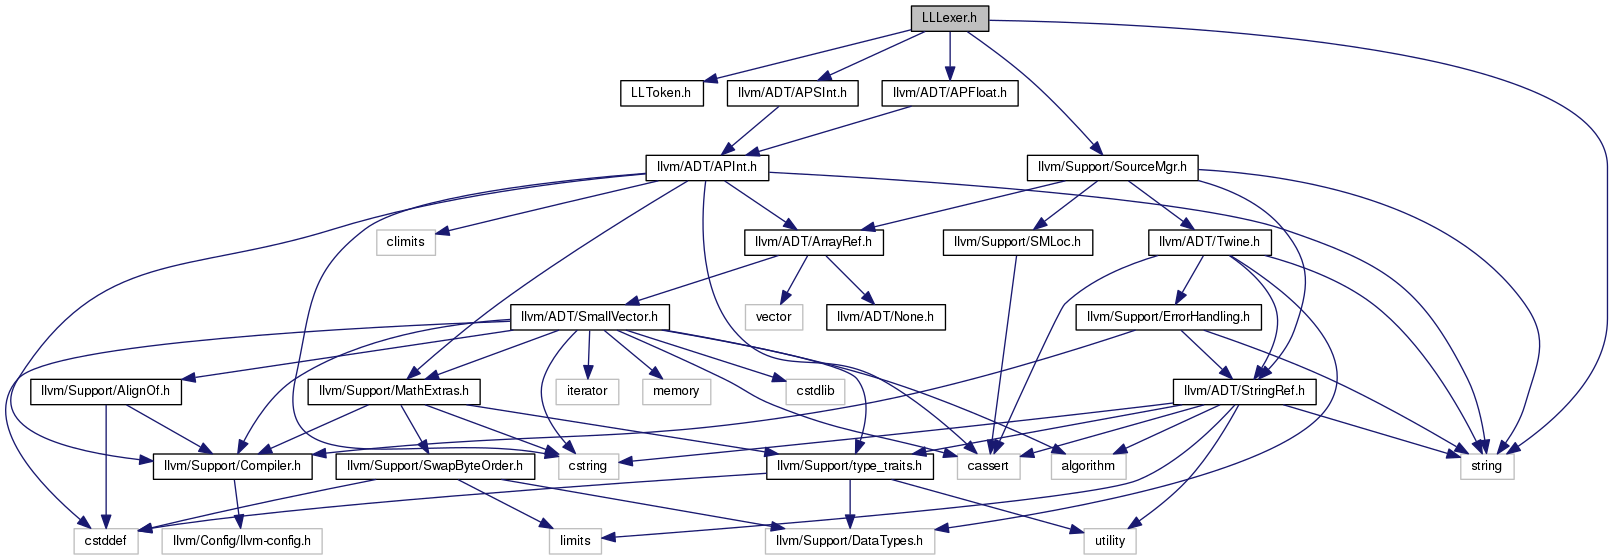 LLLexer.h
LLToken.h
llvm/ADT/APSInt.h
llvm/ADT/APFloat.h
llvm/ADT/APInt.h
llvm/Support/SourceMgr.h
climits
llvm/ADT/ArrayRef.h
llvm/Support/SMLoc.h
llvm/ADT/Twine.h
llvm/ADT/SmallVector.h
vector
llvm/ADT/None.h
llvm/Support/ErrorHandling.h
llvm/Support/AlignOf.h
llvm/Support/MathExtras.h
iterator
memory
cstdlib
llvm/ADT/StringRef.h
llvm/Support/Compiler.h
llvm/Support/SwapByteOrder.h
cstring
llvm/Support/type_traits.h
cassert
algorithm
string
cstddef
llvm/Config/llvm-config.h
limits
llvm/Support/DataTypes.h
utility